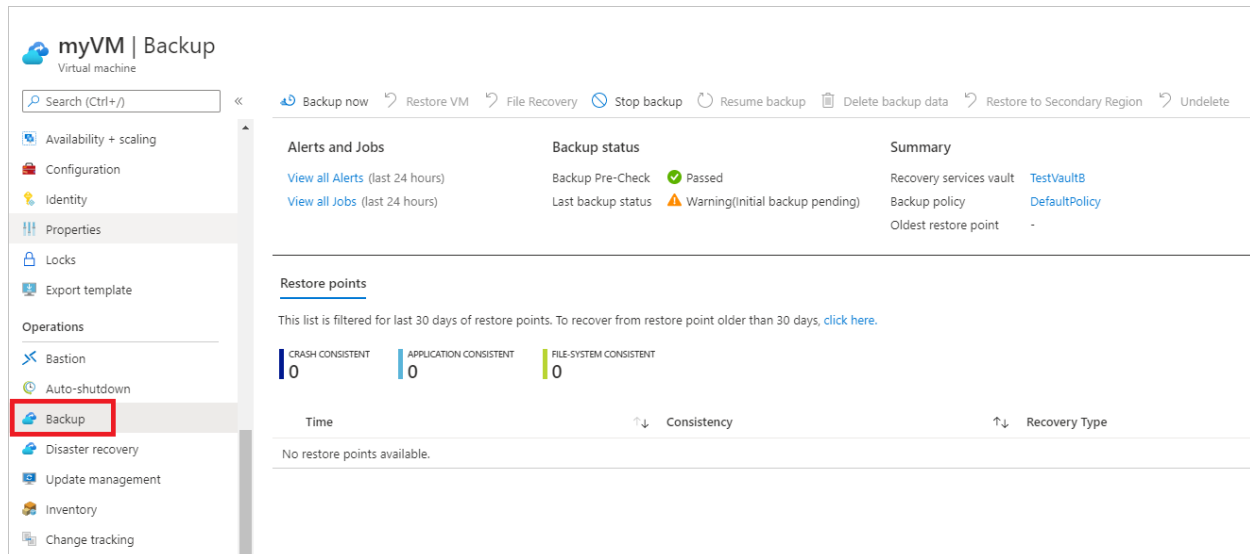 myVM | Backup
Virtual machine
Search (Ctrl+/)
«
Availability + scaling
Configuration
Identity
Properties
Locks
Export template
Operations
Bastion
Auto-shutdown
Backup
Disaster recovery
Update management
Inventory
Change tracking
Backup now Restore VM File Recovery Stop backup Resume backup Delete backup data Restore to Secondary Region Undelete
Alerts and Jobs
View all Alerts (last 24 hours)
View all Jobs (last 24 hours)
Backup status
Backup Pre-Check Passed
Last backup status Warning(Initial backup pending)
Summary
Recovery services vault TestVaultB
Backup policy DefaultPolicy
Oldest restore point -
Restore points
This list is filtered for last 30 days of restore points. To recover from restore point older than 30 days, click here.
CRASH CONSISTENT
0
APPLICATION CONSISTENT
0
FILE-SYSTEM CONSISTENT
0
Time ↑↓ Consistency ↑↓ Recovery Type
No restore points available.